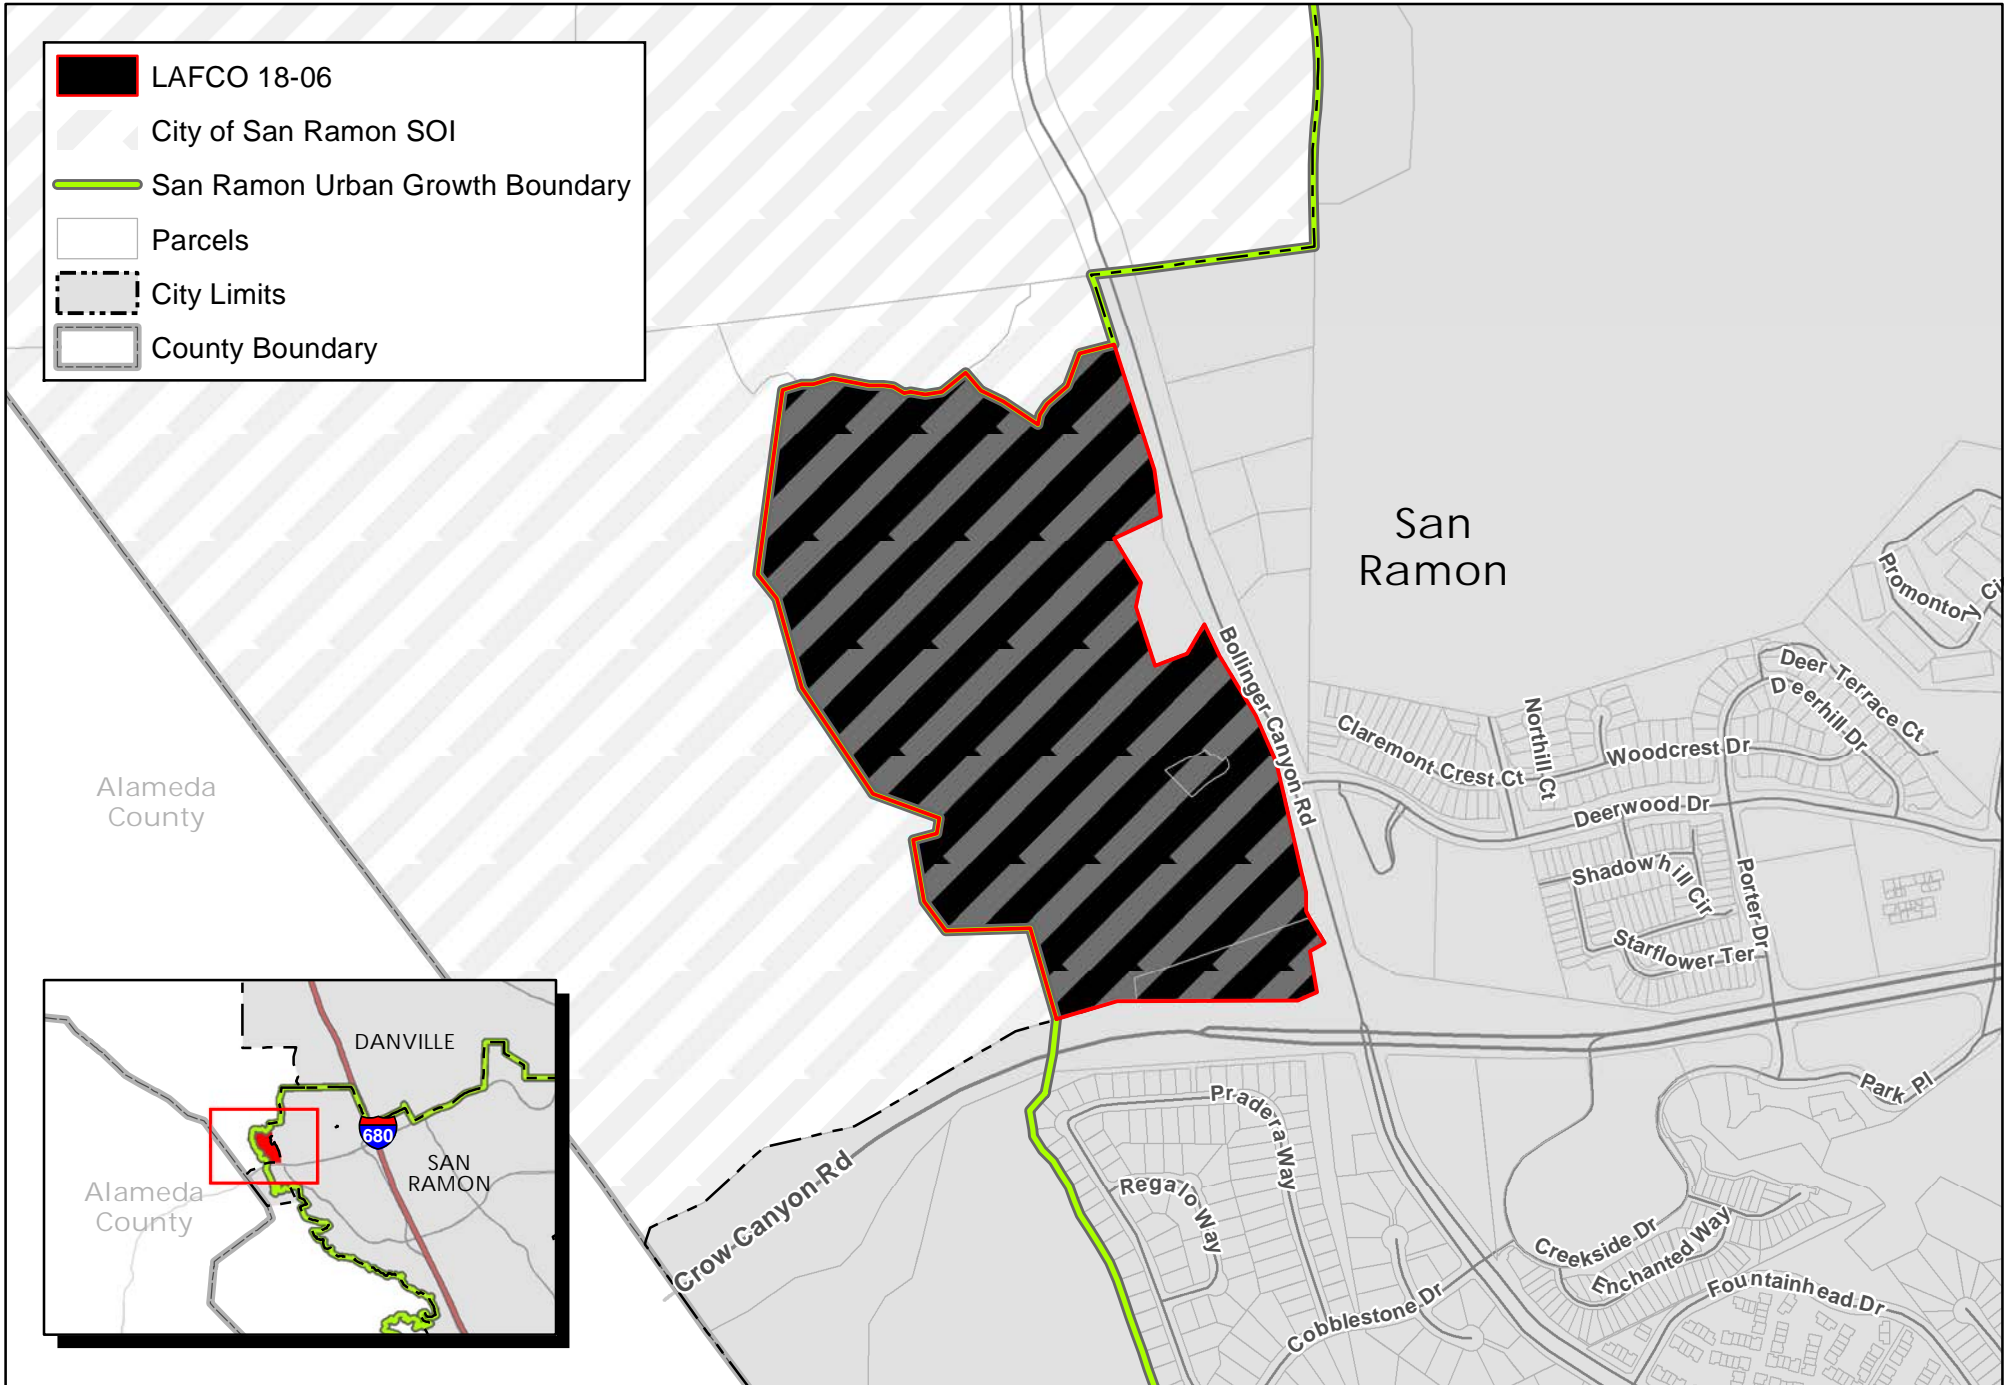 LAFCO 18-06
City of San Ramon SOI
San Ramon Urban Growth Boundary
Parcels
City Limits
County Boundary
San
Ramon
Promontory Cir
Bollinger Canyon Rd
Deer Terrace Ct
Deerhill Dr
Northill Ct
Claremont Crest Ct
Woodcrest Dr
Alameda
County
Deerwood Dr
Shadowhill Cir
Porter Dr
Starflower Ter
Park Pl
Pradera Way
Crow Canyon Rd
Regalo Way
Creekside Dr
Enchanted Way
Fountainhead Dr
Cobblestone Dr
DANVILLE
680
SAN
RAMON
Alameda
County